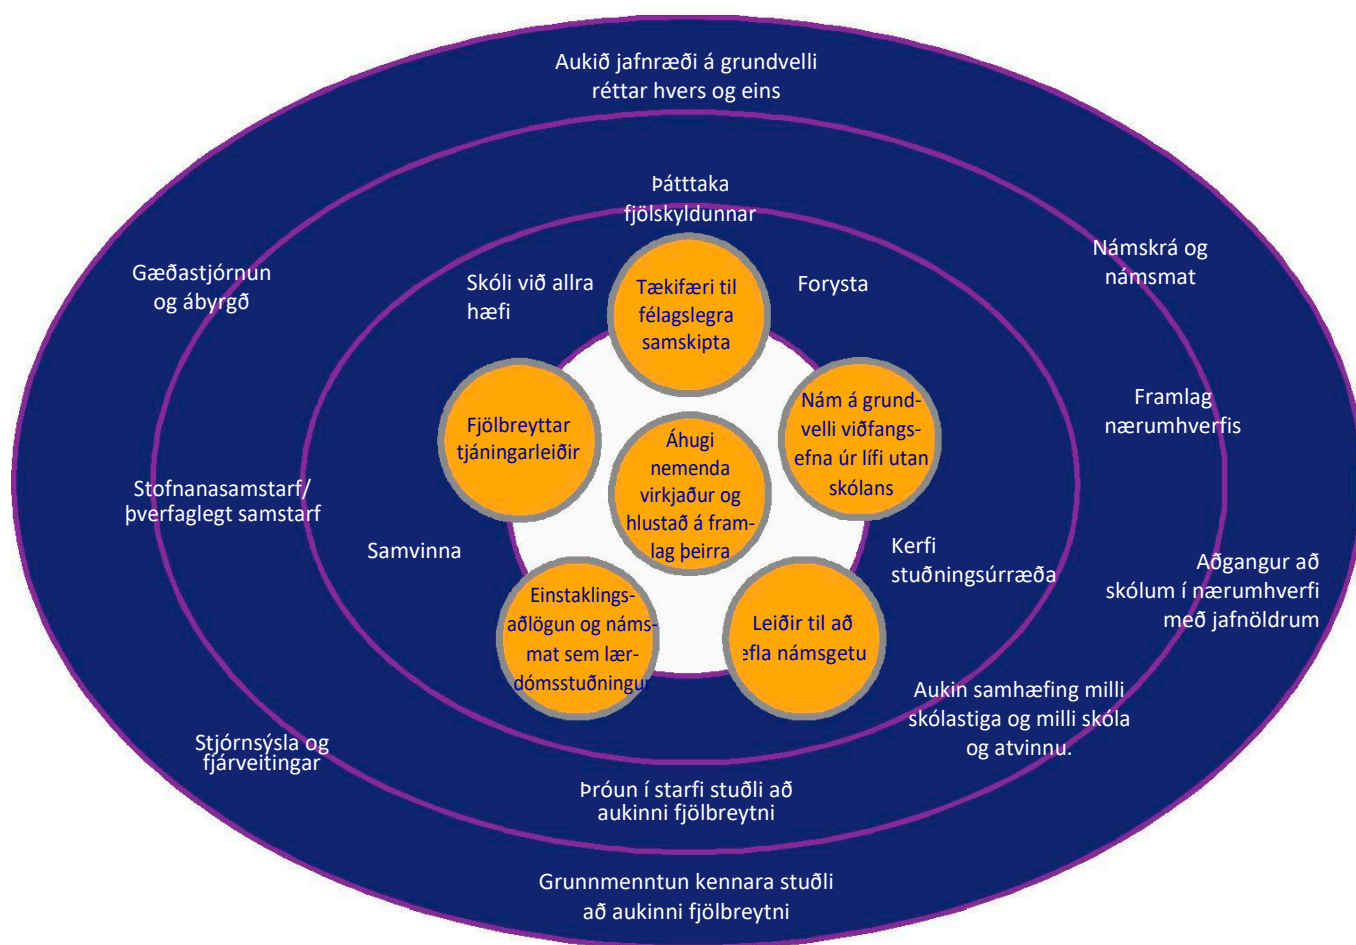 Aukið jafnræði á grundvelli
réttar hvers og eins
Þátttaka
fjölskyldunnar
Gæðastjórnun
og ábyrgð
Skóli við allra
hæfi
Tækifæri til
félagslegra
samskipta
Forysta
Námskrá og
námsmat
Fjölbreyttar
tjáningarleiðir
Áhugi
nemenda
virkjaður og
hlustað á fram-
lag þeirra
Nám á grund-
velli viðfangs-
efna úr lífi utan
skólans
Framlag
nærumhverfis
Stofnanasamstarf/
þverfaglegt samstarf
Samvinna
Kerfi
stuðningsúrræða
Aðgangur að
skólum í nærumhverfi
með jafnöldrum
Einstaklings-
aðlögun og náms-
mat sem lær-
dómsstuðningur
Leiðir til að
efla námsgetu
Aukin samhæfing milli
skólastiga og milli skóla
og atvinnu.
Stjórnsýsla og
fjárveitingar
Þróun í starfi stuðli að
aukinni fjölbreytni
Grunnmenntun kennara stuðli
að aukinni fjölbreytni